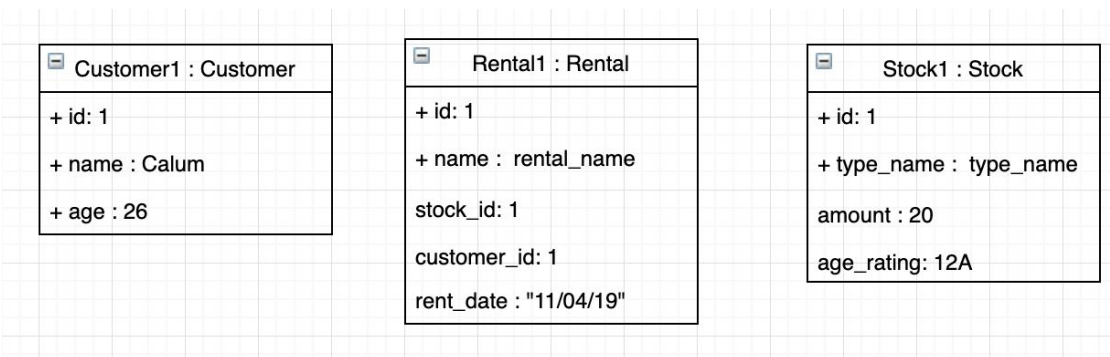 Customer1 : Customer
+ id: 1
+ name : Calum
+ age : 26
Rental1 : Rental
+ id: 1
+ name :  rental_name
stock_id: 1
customer_id: 1
rent_date : "11/04/19"
Stock1 : Stock
+ id: 1
+ type_name :  type_name
amount : 20
age_rating: 12A